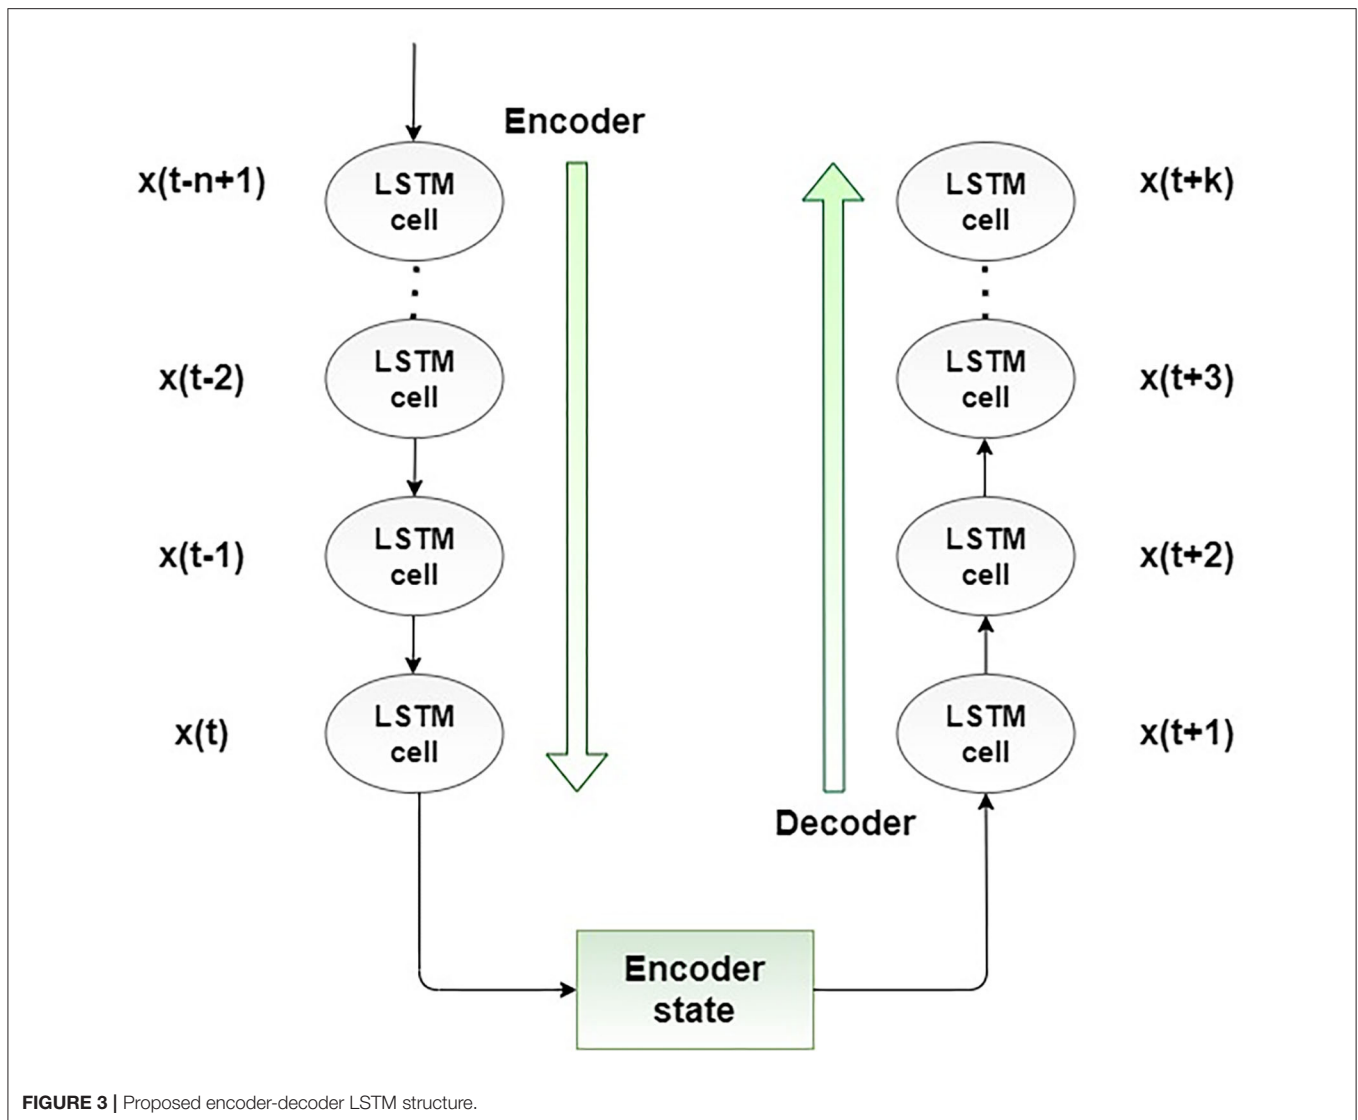 Encoder
x(t-n+1)
LSTM
cell
x(t-2)
LSTM
cell
x(t-1)
LSTM
cell
x(t)
LSTM
cell
Encoder
state
Decoder
LSTM
cell
x(t+1)
LSTM
cell
x(t+2)
LSTM
cell
x(t+3)
LSTM
cell
x(t+k)
FIGURE 3 | Proposed encoder-decoder LSTM structure.